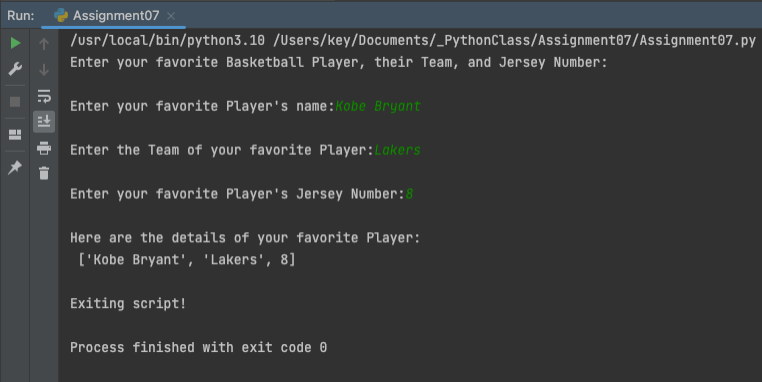 Run: Assignment07
/usr/local/bin/python3.10 /Users/key/Documents/_PythonClass/Assignment07/Assignment07.py
Enter your favorite Basketball Player, their Team, and Jersey Number:
Enter your favorite Player's name:Kobe Bryant
Enter the Team of your favorite Player:Lakers
Enter your favorite Player's Jersey Number:8
Here are the details of your favorite Player:
['Kobe Bryant', 'Lakers', 8]
Exiting script!
Process finished with exit code 0